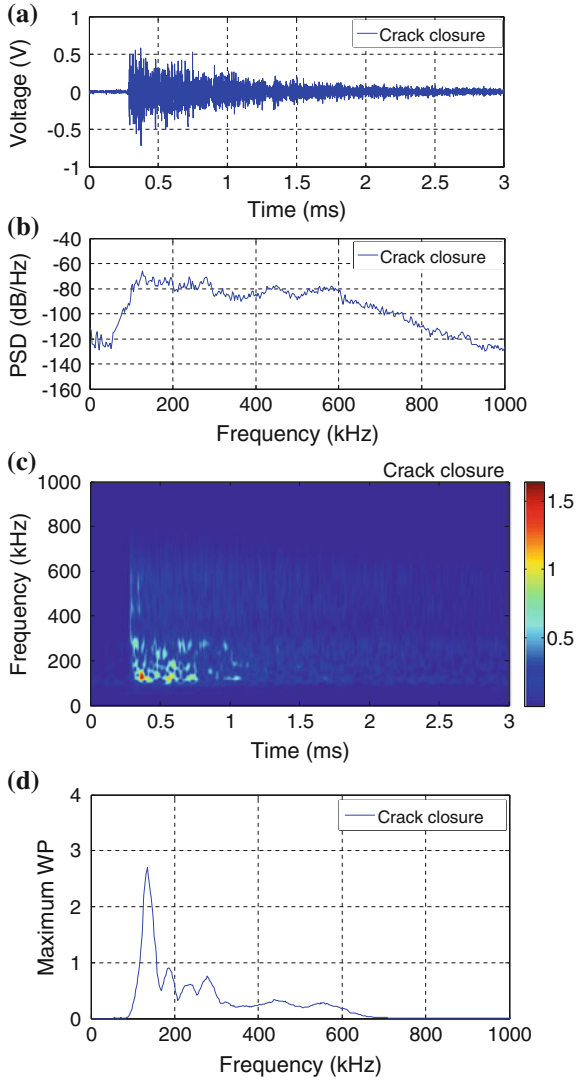 (a)
Voltage (V)
1
0.5
0
-0.5
-1
Crack closure
0 0.5 1 1.5 2 2.5 3
Time (ms)
(b)
PSD (dB/Hz)
-40
-60
-80
-100
-120
-140
-160
Crack closure
0 200 400 600 800 1000
Frequency (kHz)
(c)
Crack closure
Frequency (kHz)
1000
800
600
400
200
0
1.5
1
0.5
0 0.5 1 1.5 2 2.5 3
Time (ms)
(d)
Maximum WP
4
3
2
1
0
Crack closure
0 200 400 600 800 1000
Frequency (kHz)